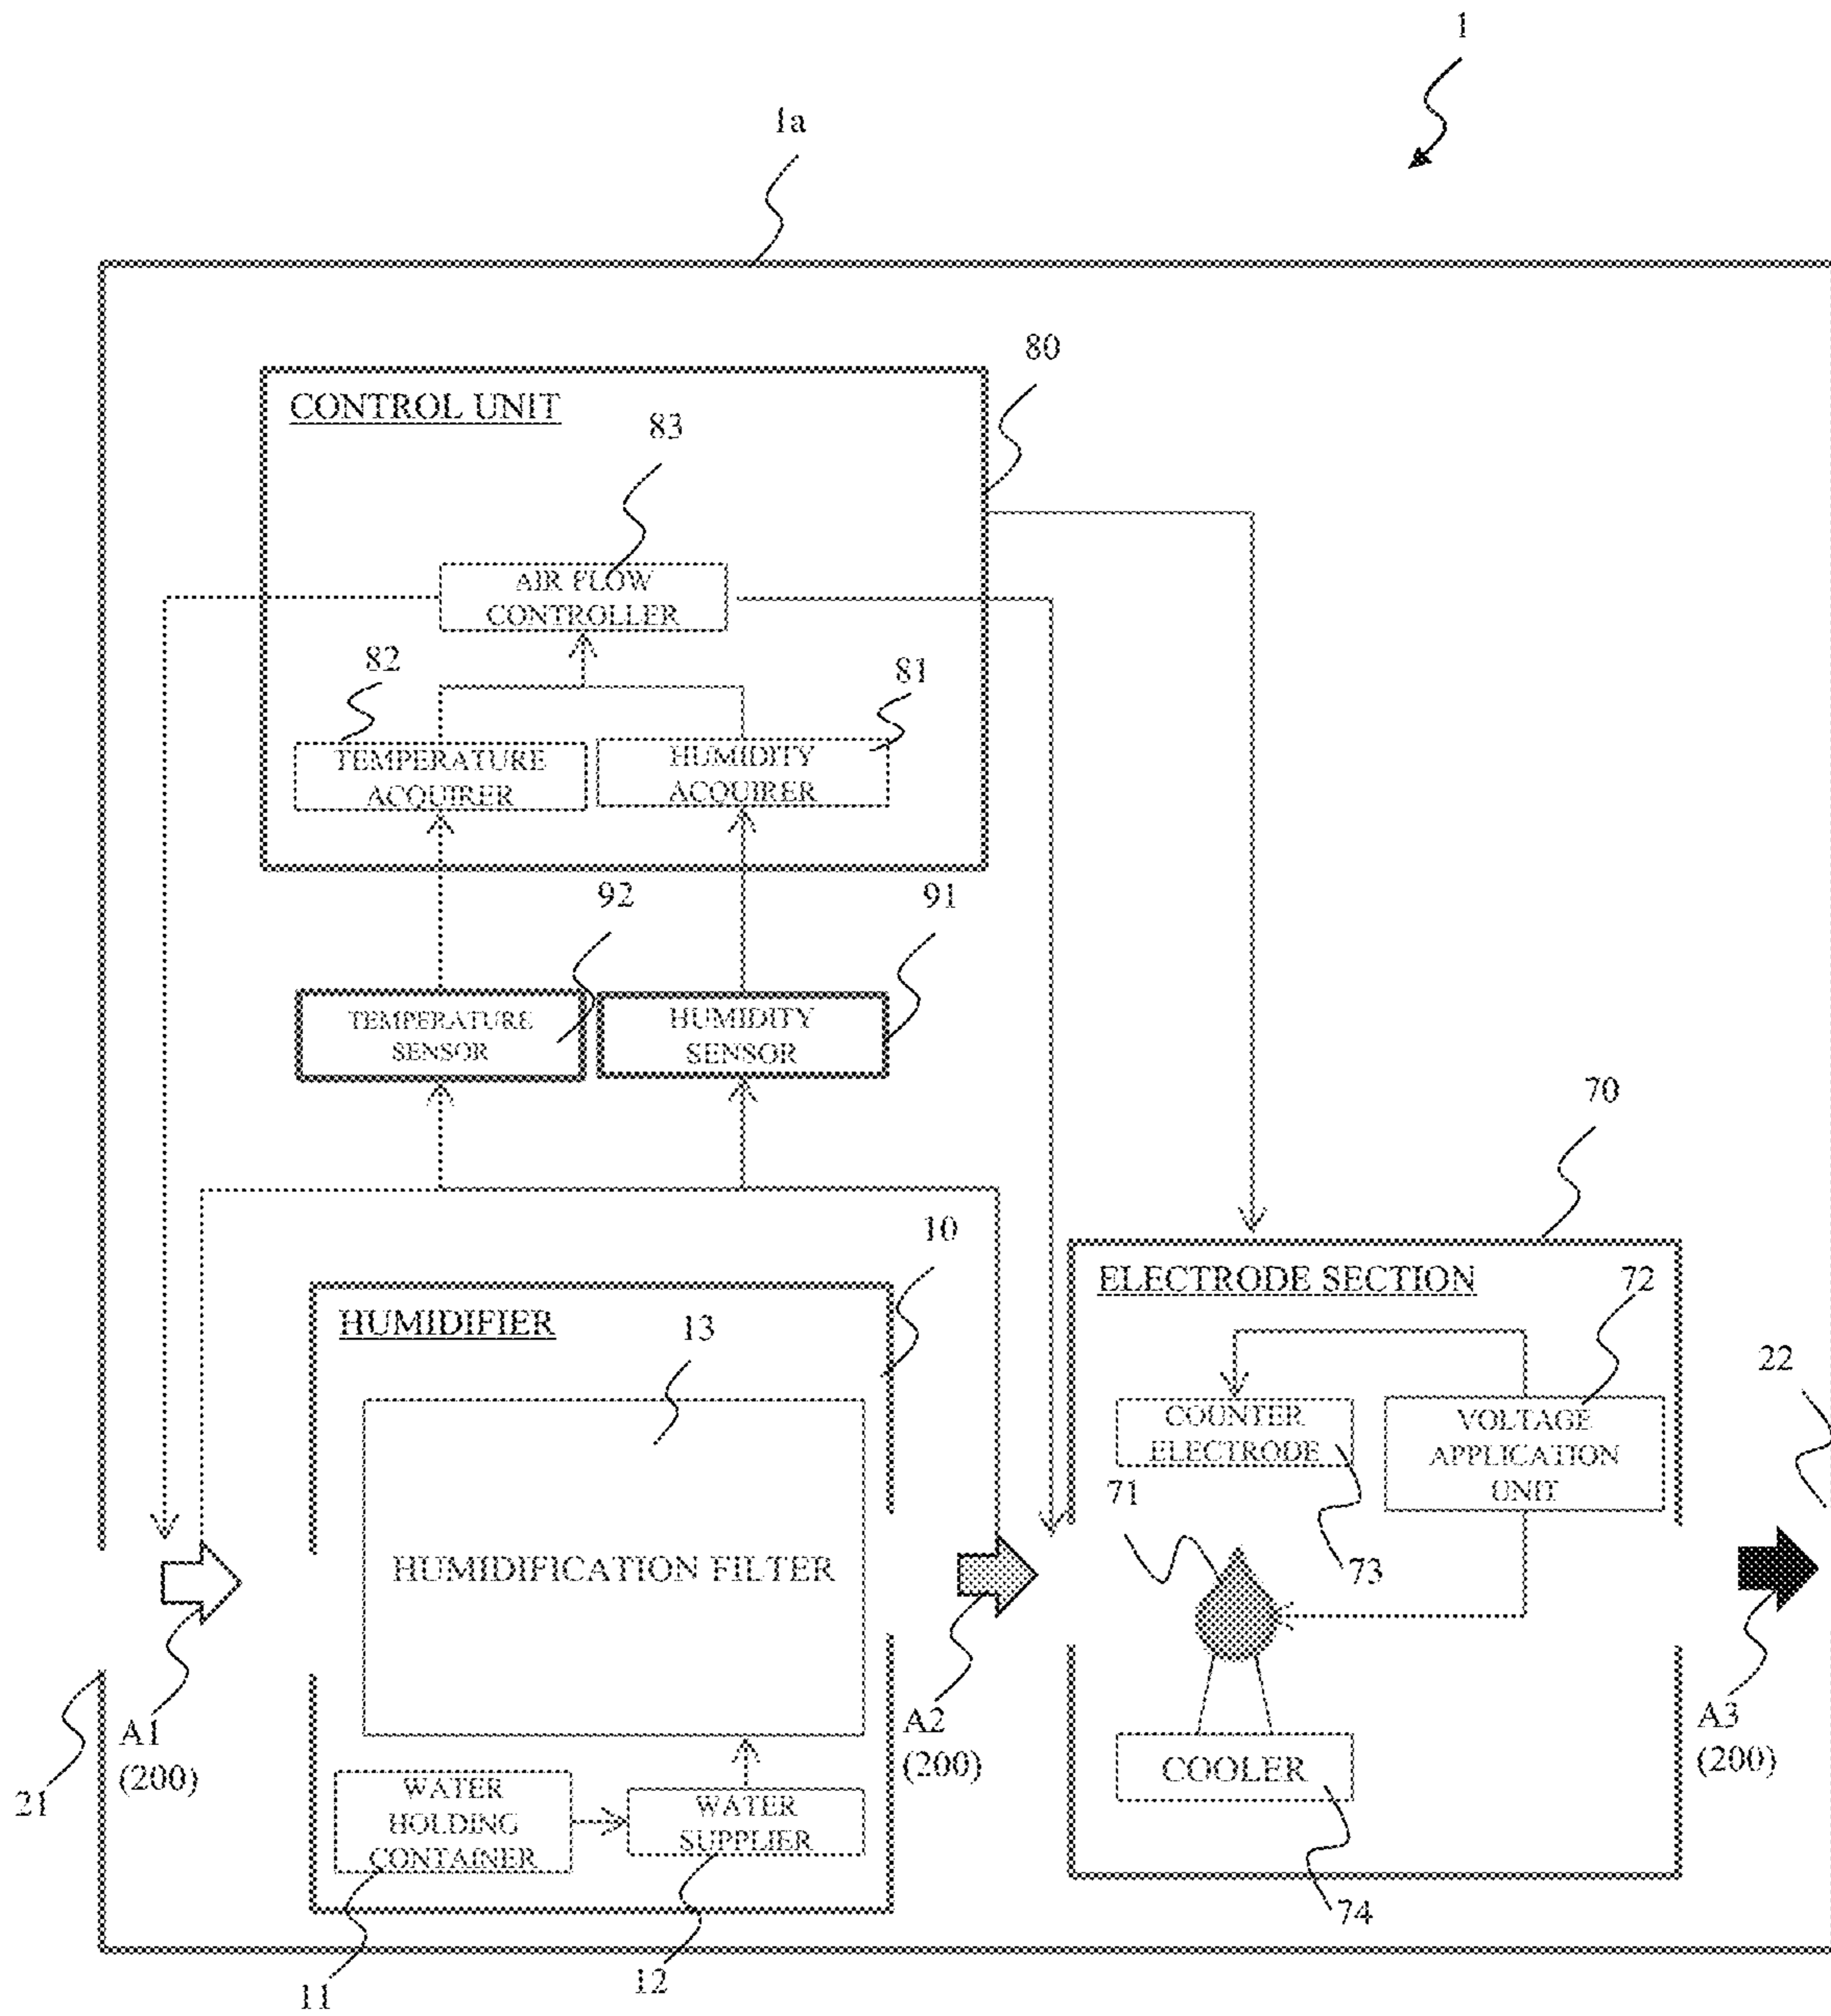 1
1a
80
CONTROL UNIT
83
AIR FLOW
CONTROLLER
82
81
TEMPERATURE
ACQUIRER
HUMIDITY
ACQUIRER
92
91
TEMPERATURE
SENSOR
HUMIDITY
SENSOR
70
10
ELECTRODE SECTION
72
HUMIDIFIER
13
22
COUNTER
ELECTRODE
VOLTAGE
APPLICATION
UNIT
71
73
HUMIDIFICATION FILTER
A1
(200)
A2
(200)
A3
(200)
21
COOLER
WATER
HOLDING
CONTAINER
WATER
SUPPLIER
74
11
12